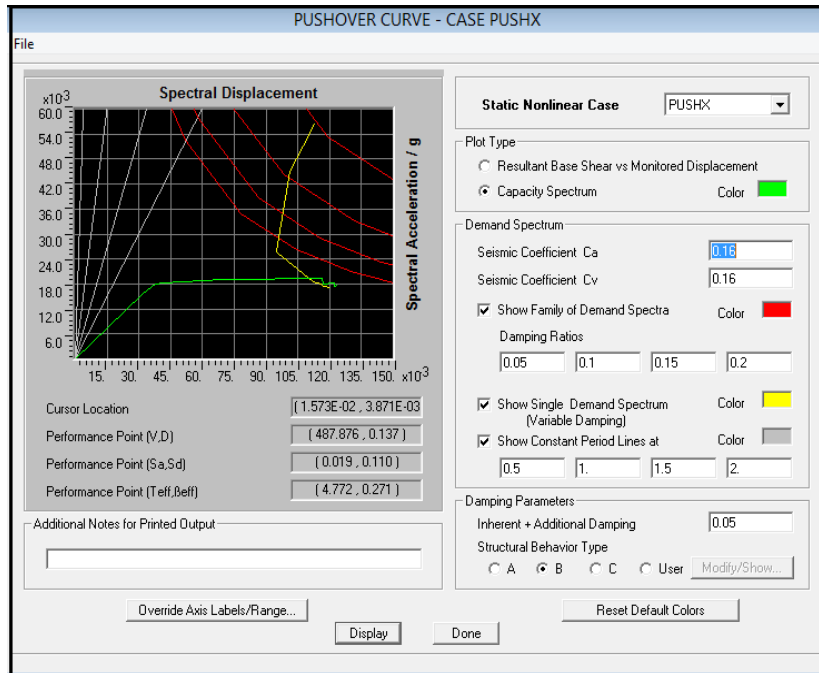 PUSHOVER CURVE - CASE PUSHX
File
Spectral Displacement
x10-3
60.0
54.0
48.0
42.0
36.0
30.0
24.0
18.0
12.0
6.0
15. 30. 45. 60. 75. 90. 105. 120. 135. 150. x10-3
Spectral Acceleration / g
Cursor Location ( 1.573E-02 , 3.871E-03
Performance Point (V,D) ( 487.876 , 0.137 )
Performance Point (Sa,Sd) ( 0.019 , 0.110 )
Performance Point (Teff,βeff) ( 4.772 , 0.271 )
Additional Notes for Printed Output
Override Axis Labels/Range...
Static Nonlinear Case PUSHX
Plot Type
Resultant Base Shear vs Monitored Displacement
Capacity Spectrum Color
Demand Spectrum
Seismic Coefficient Ca 0.16
Seismic Coefficient Cv 0.16
Show Family of Demand Spectra Color
Damping Ratios
0.05 0.1 0.15 0.2
Show Single Demand Spectrum Color
(Variable Damping)
Show Constant Period Lines at Color
0.5 1. 1.5 2.
Damping Parameters
Inherent + Additional Damping 0.05
Structural Behavior Type
A B C User Modify/Show...
Reset Default Colors
Display Done